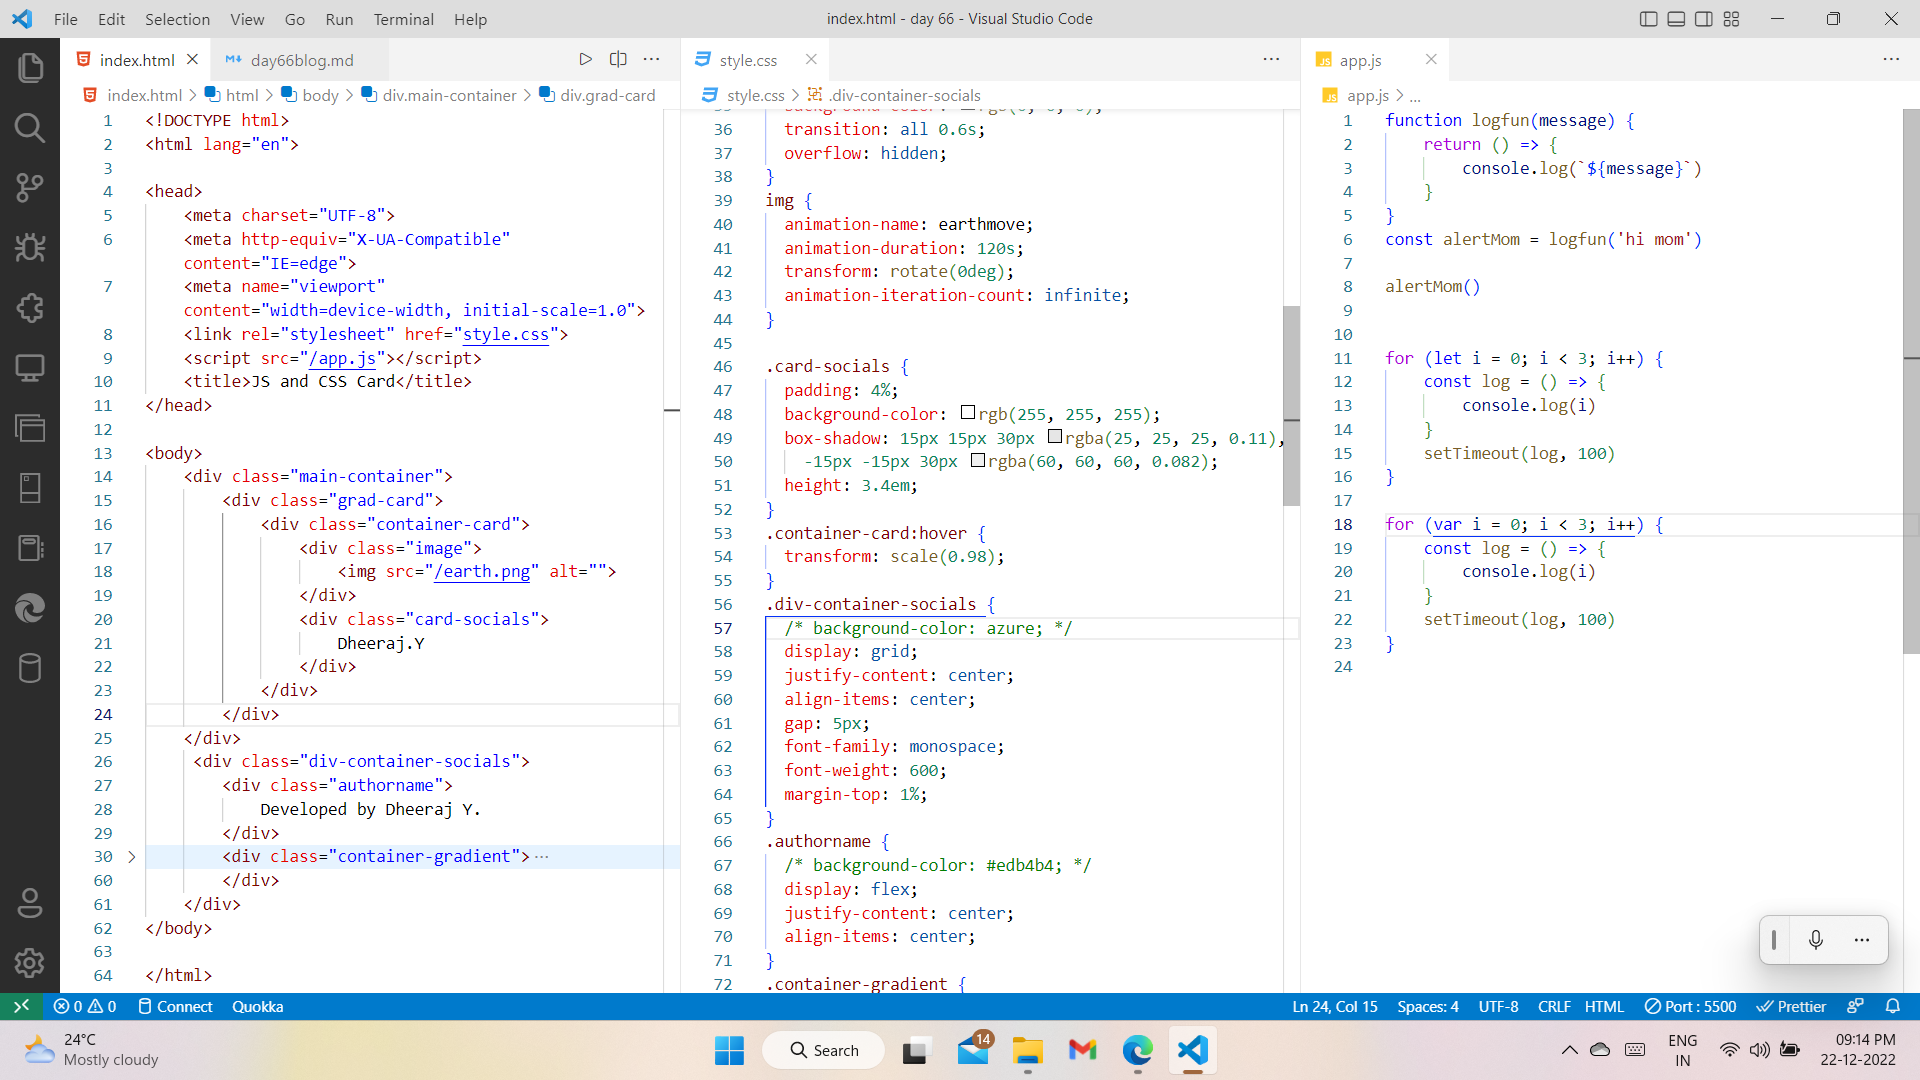 File Edit Selection View Go Run Terminal Help
index.html - day 66 - Visual Studio Code
index.html
day66blog.md
index.html > html > body > div.main-container > div.grad-card
1 <!DOCTYPE html>
2 <html lang="en">
3
4 <head>
5 <meta charset="UTF-8">
6 <meta http-equiv="X-UA-Compatible"
content="IE=edge">
7 <meta name="viewport"
content="width=device-width, initial-scale=1.0">
8 <link rel="stylesheet" href="style.css">
9 <script src="/app.js"></script>
10 <title>JS and CSS Card</title>
11 </head>
12
13 <body>
14 <div class="main-container">
15 <div class="grad-card">
16 <div class="container-card">
17 <div class="image">
18 <img src="/earth.png" alt="">
19 </div>
20 <div class="card-socials">
21 Dheeraj.Y
22 </div>
23 </div>
24 </div>
25 </div>
26 <div class="div-container-socials">
27 <div class="authorname">
28 Developed by Dheeraj Y.
29 </div>
30 <div class="container-gradient"> ...
60 </div>
61 </div>
62 </body>
63
64 </html>
style.css
style.css > .div-container-socials
36 transition: all 0.6s;
37 overflow: hidden;
38 }
39 img {
40 animation-name: earthmove;
41 animation-duration: 120s;
42 transform: rotate(0deg);
43 animation-iteration-count: infinite;
44 }
45
46 .card-socials {
47 padding: 4%;
48 background-color: rgb(255, 255, 255);
49 box-shadow: 15px 15px 30px rgba(25, 25, 25, 0.11),
50 -15px -15px 30px rgba(60, 60, 60, 0.082);
51 height: 3.4em;
52 }
53 .container-card:hover {
54 transform: scale(0.98);
55 }
56 .div-container-socials {
57 /* background-color: azure; */
58 display: grid;
59 justify-content: center;
60 align-items: center;
61 gap: 5px;
62 font-family: monospace;
63 font-weight: 600;
64 margin-top: 1%;
65 }
66 .authorname {
67 /* background-color: #edb4b4; */
68 display: flex;
69 justify-content: center;
70 align-items: center;
71 }
72 .container-gradient {
JS app.js
JS app.js > ...
1 function logfun(message) {
2 return () => {
3 console.log(`${message}`)
4 }
5 }
6 const alertMom = logfun('hi mom')
7
8 alertMom()
9
10
11 for (let i = 0; i < 3; i++) {
12 const log = () => {
13 console.log(i)
14 }
15 setTimeout(log, 100)
16 }
17
18 for (var i = 0; i < 3; i++) {
19 const log = () => {
20 console.log(i)
21 }
22 setTimeout(log, 100)
23 }
24
0 0 Connect Quokka
Ln 24, Col 15 Spaces: 4 UTF-8 CRLF HTML Port : 5500 Prettier
24°C
Mostly cloudy
Search
14
ENG
IN
09:14 PM
22-12-2022